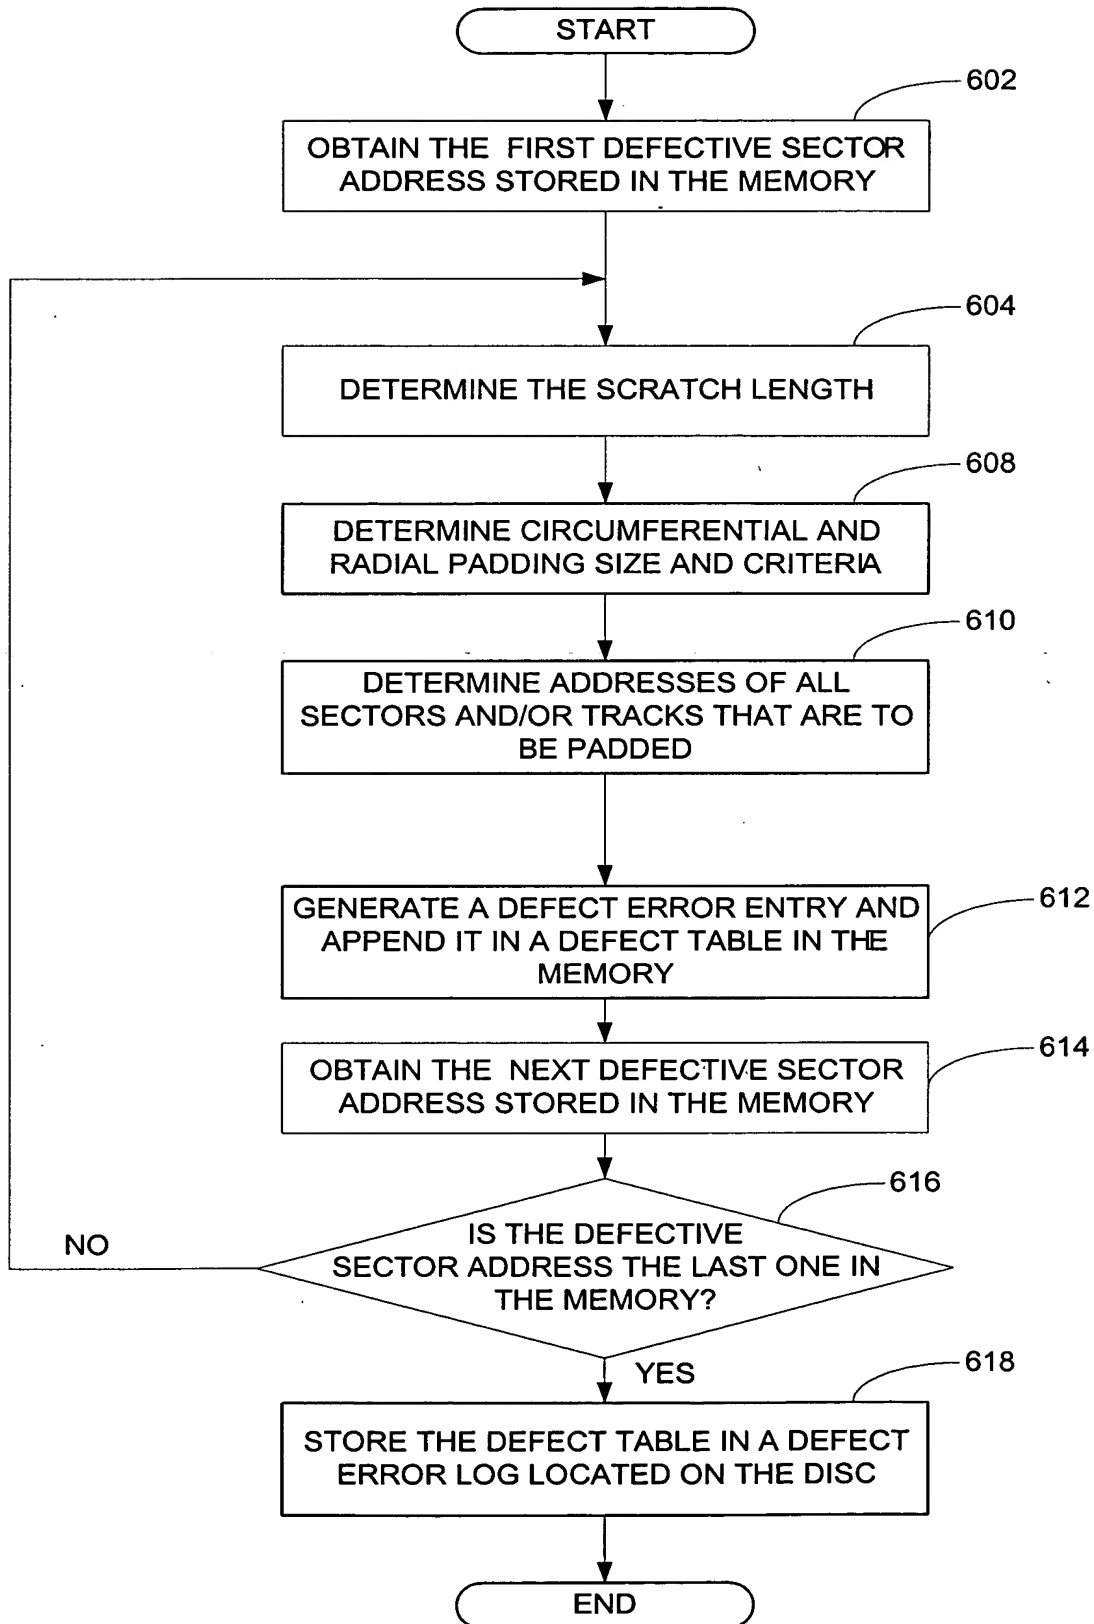 START
602
OBTAIN THE FIRST DEFECTIVE SECTOR
ADDRESS STORED IN THE MEMORY
604
DETERMINE THE SCRATCH LENGTH
608
DETERMINE CIRCUMFERENTIAL AND
RADIAL PADDING SIZE AND CRITERIA
610
DETERMINE ADDRESSES OF ALL
SECTORS AND/OR TRACKS THAT ARE TO
BE PADDED
612
GENERATE A DEFECT ERROR ENTRY AND
APPEND IT IN A DEFECT TABLE IN THE
MEMORY
614
OBTAIN THE NEXT DEFECTIVE SECTOR
ADDRESS STORED IN THE MEMORY
616
IS THE DEFECTIVE
SECTOR ADDRESS THE LAST ONE IN
THE MEMORY?
NO
YES
618
STORE THE DEFECT TABLE IN A DEFECT
ERROR LOG LOCATED ON THE DISC
END